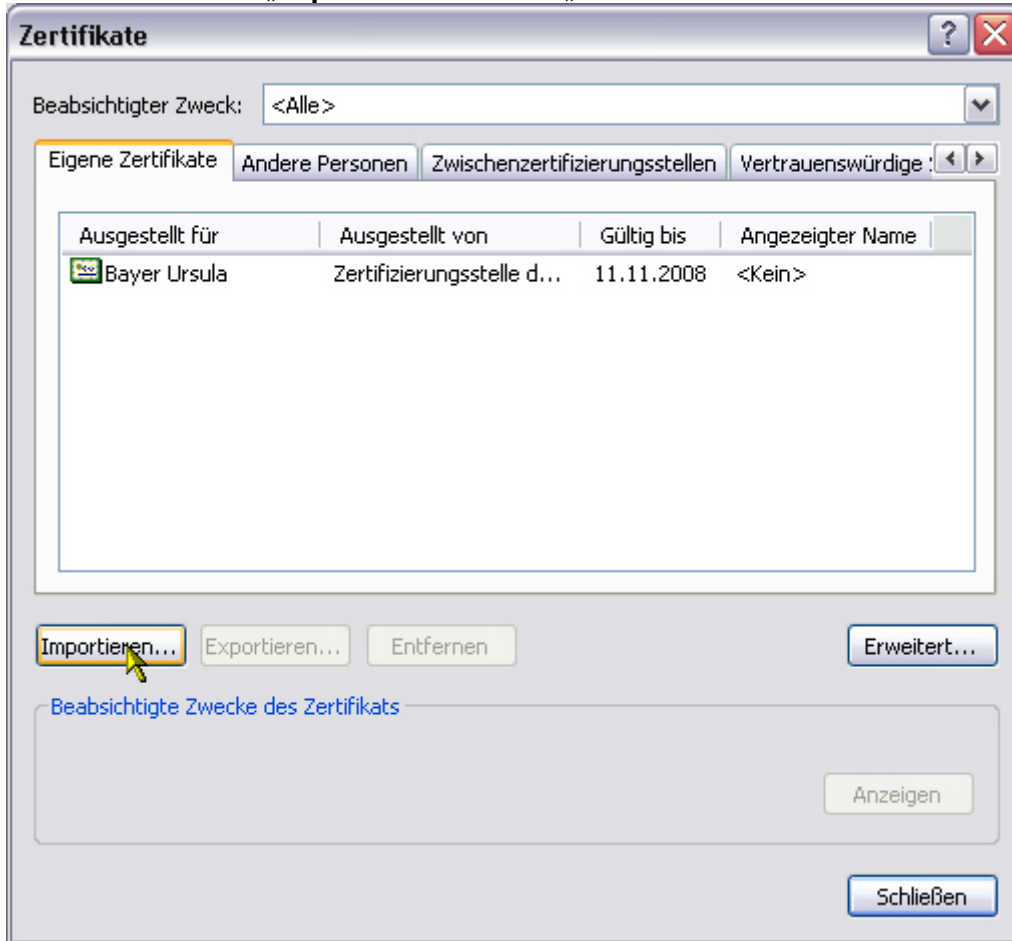 Zertifikate
Beabsichtigter Zweck: <Alle>
Eigene Zertifikate Andere Personen Zwischenzertifizierungsstellen Vertrauenswürdige
Ausgestellt für Ausgestellt von Gültig bis Angezeigter Name
Bayer Ursula Zertifizierungsstelle d... 11.11.2008 <Kein>
Importieren... Exportieren... Entfernen Erweitert...
Beabsichtigte Zwecke des Zertifikats
Anzeigen
Schließen